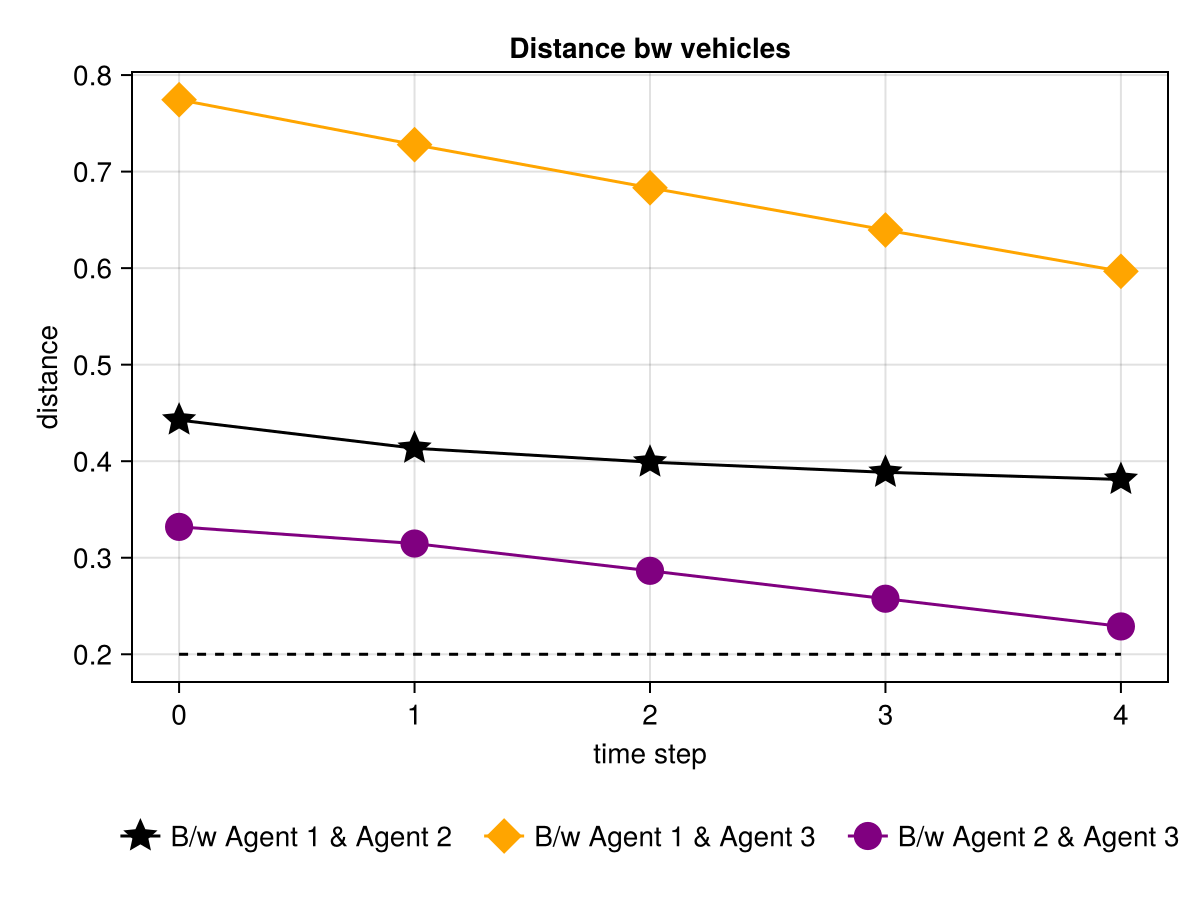 Distance bw vehicles
0.8
0.7
0.6
0.5
0.4
0.3
0.2
distance
0 1 2 3 4
time step
B/w Agent 1 & Agent 2 B/w Agent 1 & Agent 3 B/w Agent 2 & Agent 3